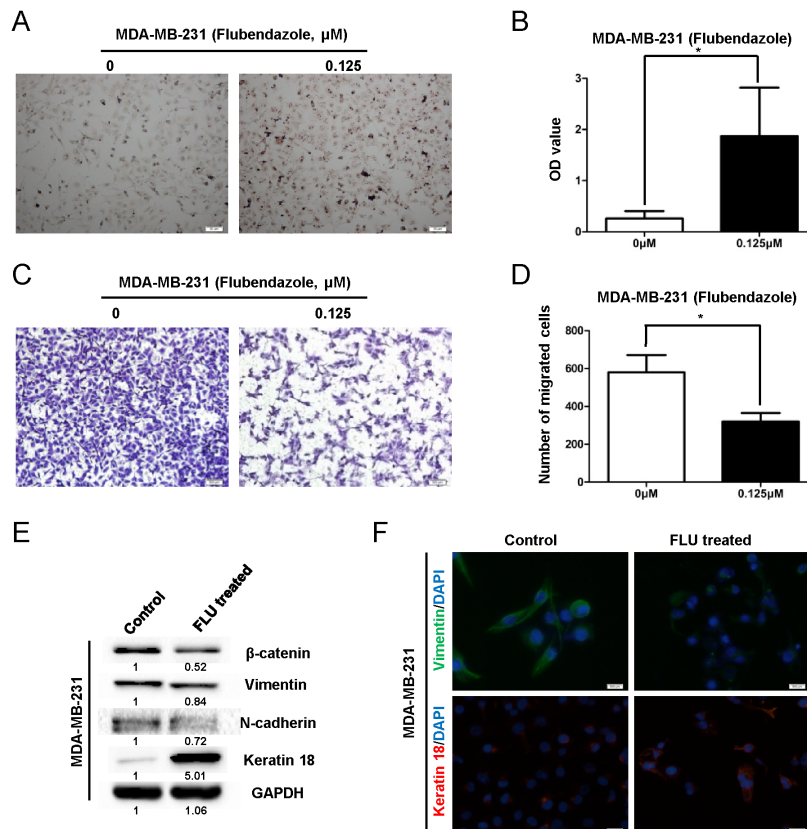 A
MDA-MB-231 (Flubendazole, μM)
0 0.125
B
MDA-MB-231 (Flubendazole)
*
3
2
1
0
OD value
0μM 0.125μM
C
MDA-MB-231 (Flubendazole, μM)
0 0.125
D
MDA-MB-231 (Flubendazole)
*
800
600
400
200
0
Number of migrated cells
0μM 0.125μM
E
Control FLU treated
MDA-MB-231
β-catenin
1 0.52
Vimentin
1 0.84
N-cadherin
1 0.72
Keratin 18
1 5.01
GAPDH
1 1.06
F
Control FLU treated
MDA-MB-231
Vimentin/DAPI
Keratin 18/DAPI